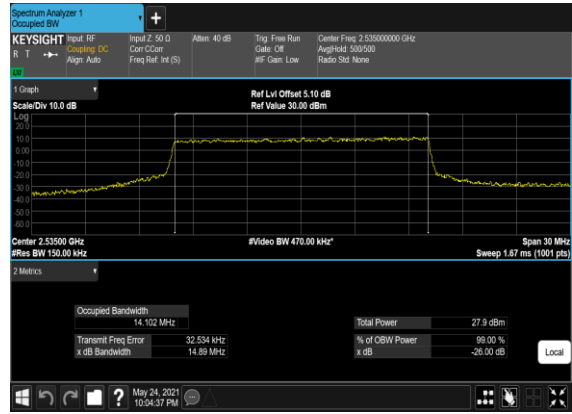 Spectrum Analyzer 1
Occupied BW
+
KEYSIGHT Input: RF Input Z: 50 Ω Atten: 40 dB Trig: Free Run Center Freq: 2.535000000 GHz
R T Coupling: DC Corr CCorr Gate: Off Avg|Hold: 500/500
Align: Auto Freq Ref: Int (S) #IF Gain: Low Radio Std: None
LW
1 Graph
Ref Lvl Offset 5.10 dB
Scale/Div 10.0 dB Ref Value 30.00 dBm
Log
20.0
10.0
0.00
-10.0
-20.0
-30.0
-40.0
-50.0
-60.0
Center 2.53500 GHz #Video BW 470.00 kHz* Span 30 MHz
#Res BW 150.00 kHz Sweep 1.67 ms (1001 pts)
2 Metrics
Occupied Bandwidth
14.102 MHz Total Power 27.9 dBm
Transmit Freq Error 32.534 kHz % of OBW Power 99.00 %
x dB Bandwidth 14.89 MHz x dB -26.00 dB
Local
? May 24, 2021
10:04:37 PM